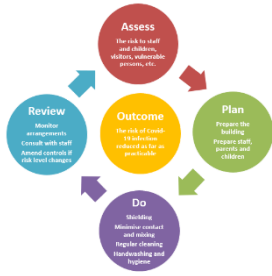 Assess
The risk to staff
and children,
visitors, vulnerable
persons, etc.
Plan
Prepare the
building
Prepare staff,
parents and
children
Do
Shielding
Minimise contact
and mixing
Regular cleaning
Handwashing and
hygiene
Review
Monitor
arrangements
Consult with staff
Amend controls if
risk level changes
Outcome
The risk of Covid-
19 infection
reduced as far as
practicable